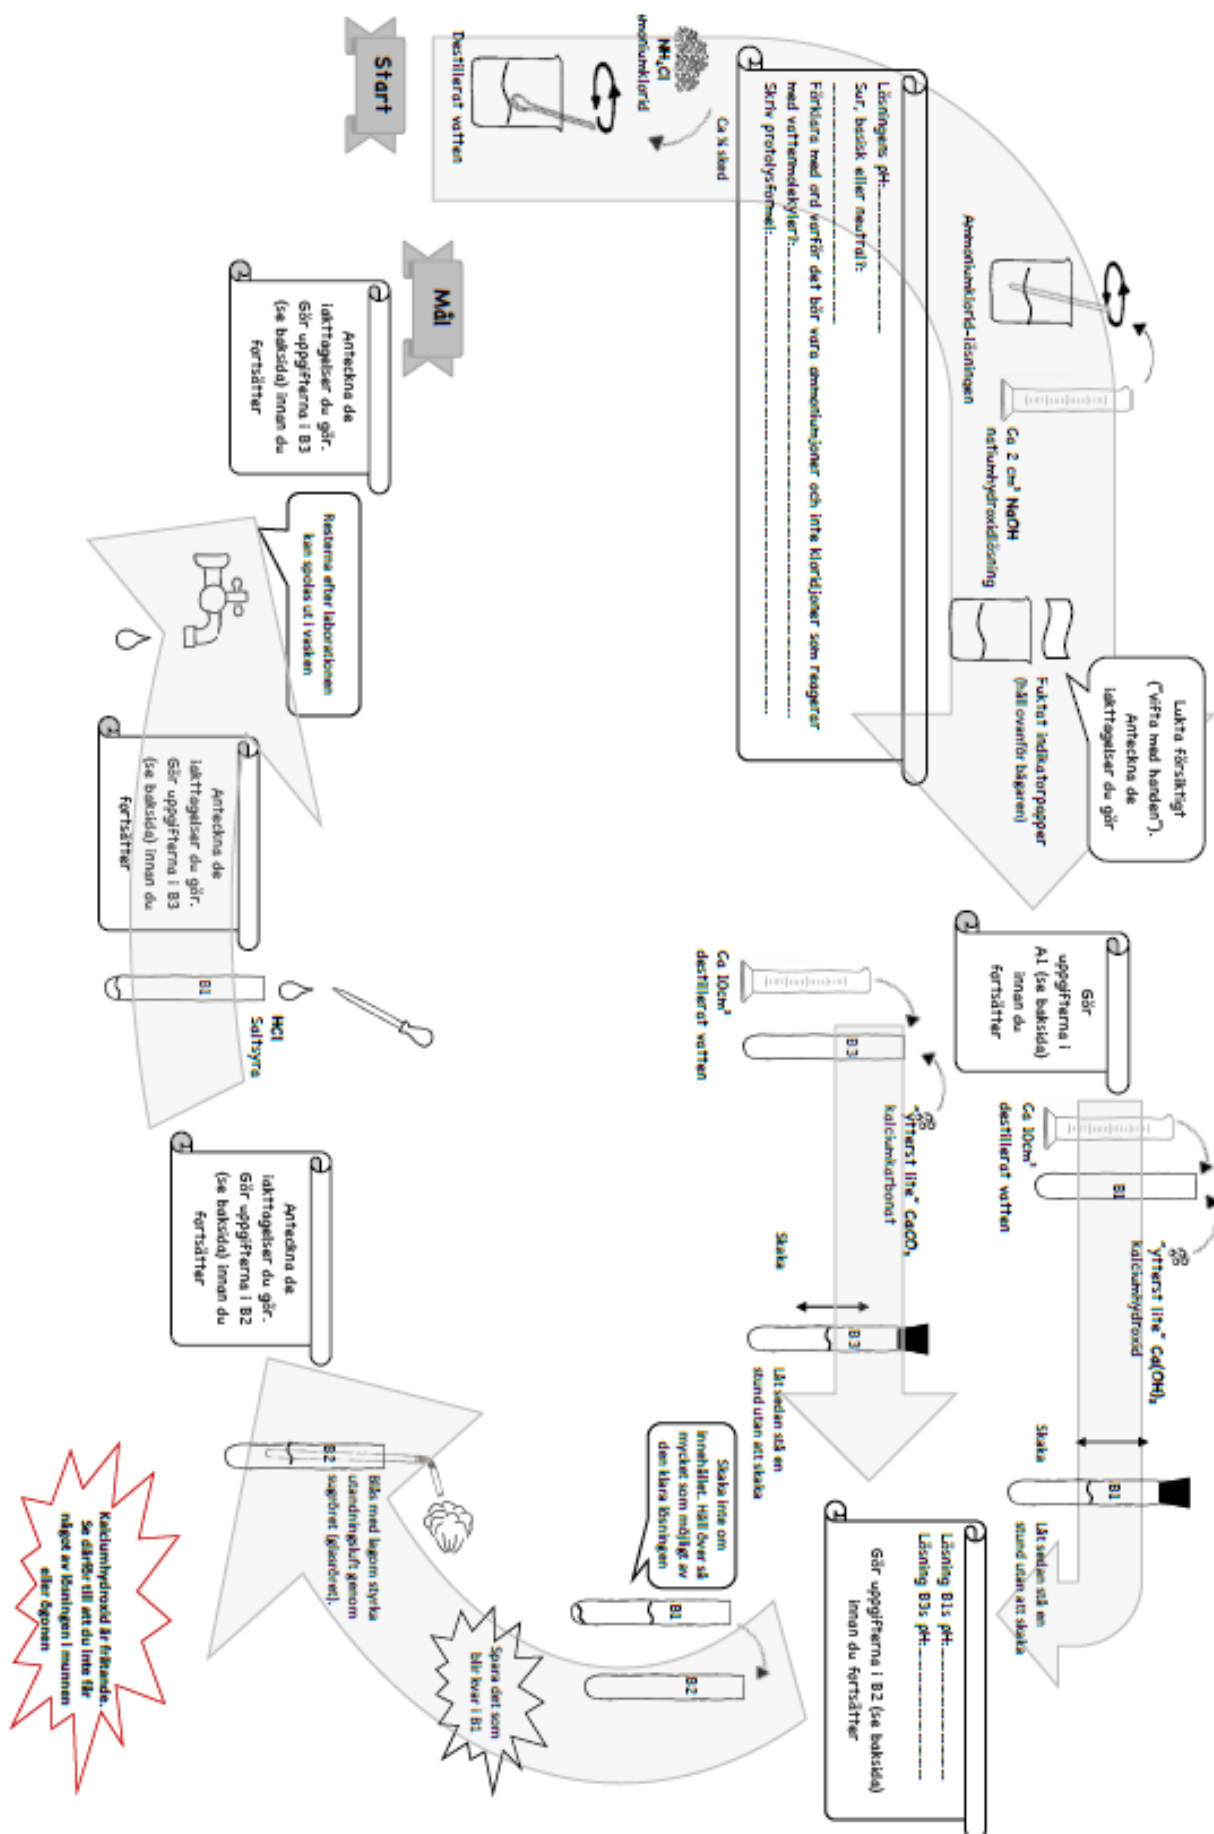 Start
Destillerat vatten
NH₄Cl
moniumklorid
Ca ½ sked
Lösningens pH:
Sur, basisk eller neutral?:
Förklara med ord varför det bör vara ammoniumjoner och inte kloridjoner som reagerar
med vattenmolekyler?:
Skriv protolysformel:
Ammoniumklorid-lösningen
Ca 2 cm³ NaOH
natiumhydroxidlösning
Fuktat indikatorpapper
(håll ovanför bägaren)
Lukta försiktigt
("vifta med handen").
Anteckna de
iakttagelser du gör
Gör
uppgifterna i
A1 (se baksida)
innan du
fortsätter
Ca 10cm³
destillerat vatten
B1
"ytterst lite" Ca(OH)₂
kalciumhydroxid
Skaka
B1
Låt sedan stå en
stund utan att skaka
Ca 10cm³
destillerat vatten
B3
"ytterst lite" CaCO₃
kalciumkarbonat
Skaka
B3
Låt sedan stå en
stund utan att skaka
Lösning B1s pH:
Lösning B3s pH:
Gör uppgifterna i B2 (se baksida)
innan du fortsätter
Skaka inte om
innehållet. Häll över så
mycket som möjligt av
den klara lösningen
B1
B2
Spara det som
blir kvar i B1
B2
Blås med lagom styrka
utandningsluft genom
sugröret (glasröret).
Kalciumhydroxid är frätande.
Se därför till att du inte får
något av lösningen i munnen
eller ögonen
Anteckna de
iakttagelser du gör.
Gör uppgifterna i B2
(se baksida) innan du
fortsätter
HCl
Saltsyra
B1
Anteckna de
iakttagelser du gör.
Gör uppgifterna i B3
(se baksida) innan du
fortsätter
Resterna efter laborationen
kan spolas ut i vasken
Anteckna de
iakttagelser du gör.
Gör uppgifterna i B3
(se baksida) innan du
fortsätter
Mål